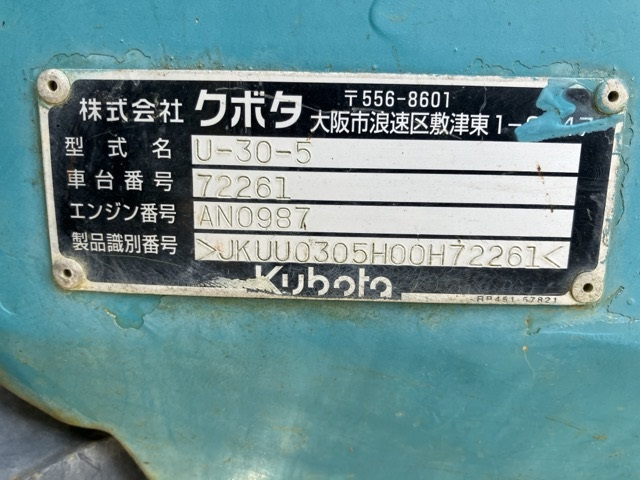 株式会社 クボタ 〒556-8601
大阪市浪速区敷津東1-
型式名 U-30-5
車台番号 72261
エンジン番号 AN0987
製品識別番号 >JKUU0305H00H72261<
Kubota
RB451-57821